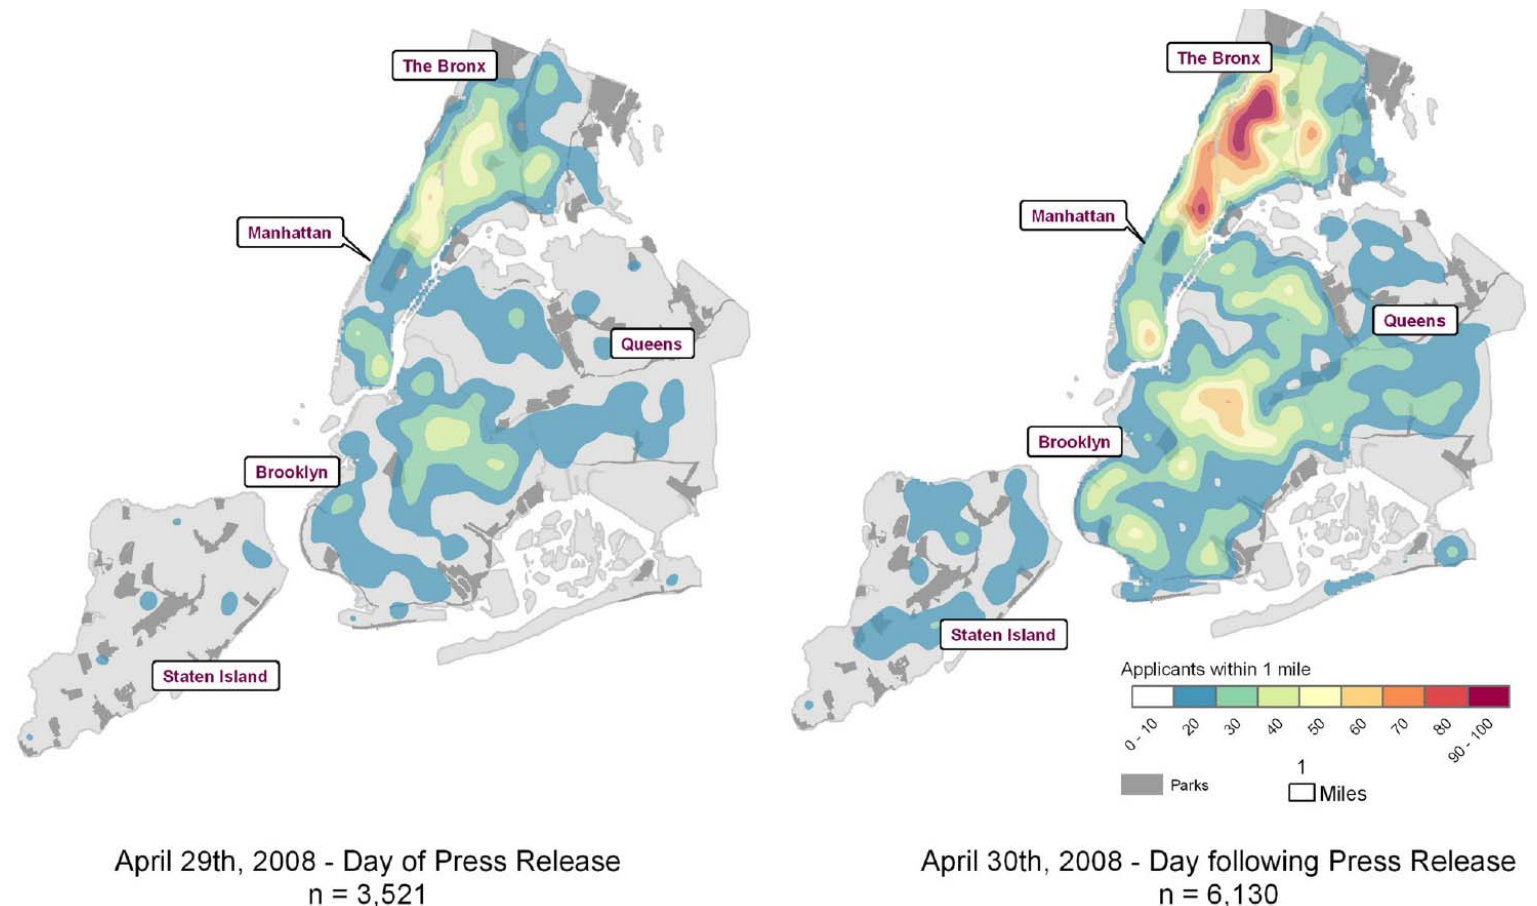 The Bronx
Manhattan
Queens
Brooklyn
Staten Island
April 29th, 2008 - Day of Press Release
n = 3,521
The Bronx
Manhattan
Queens
Brooklyn
Staten Island
Applicants within 1 mile
0 - 10 20 30 40 50 60 70 80 90 - 100
1
Parks
Miles
April 30th, 2008 - Day following Press Release
n = 6,130